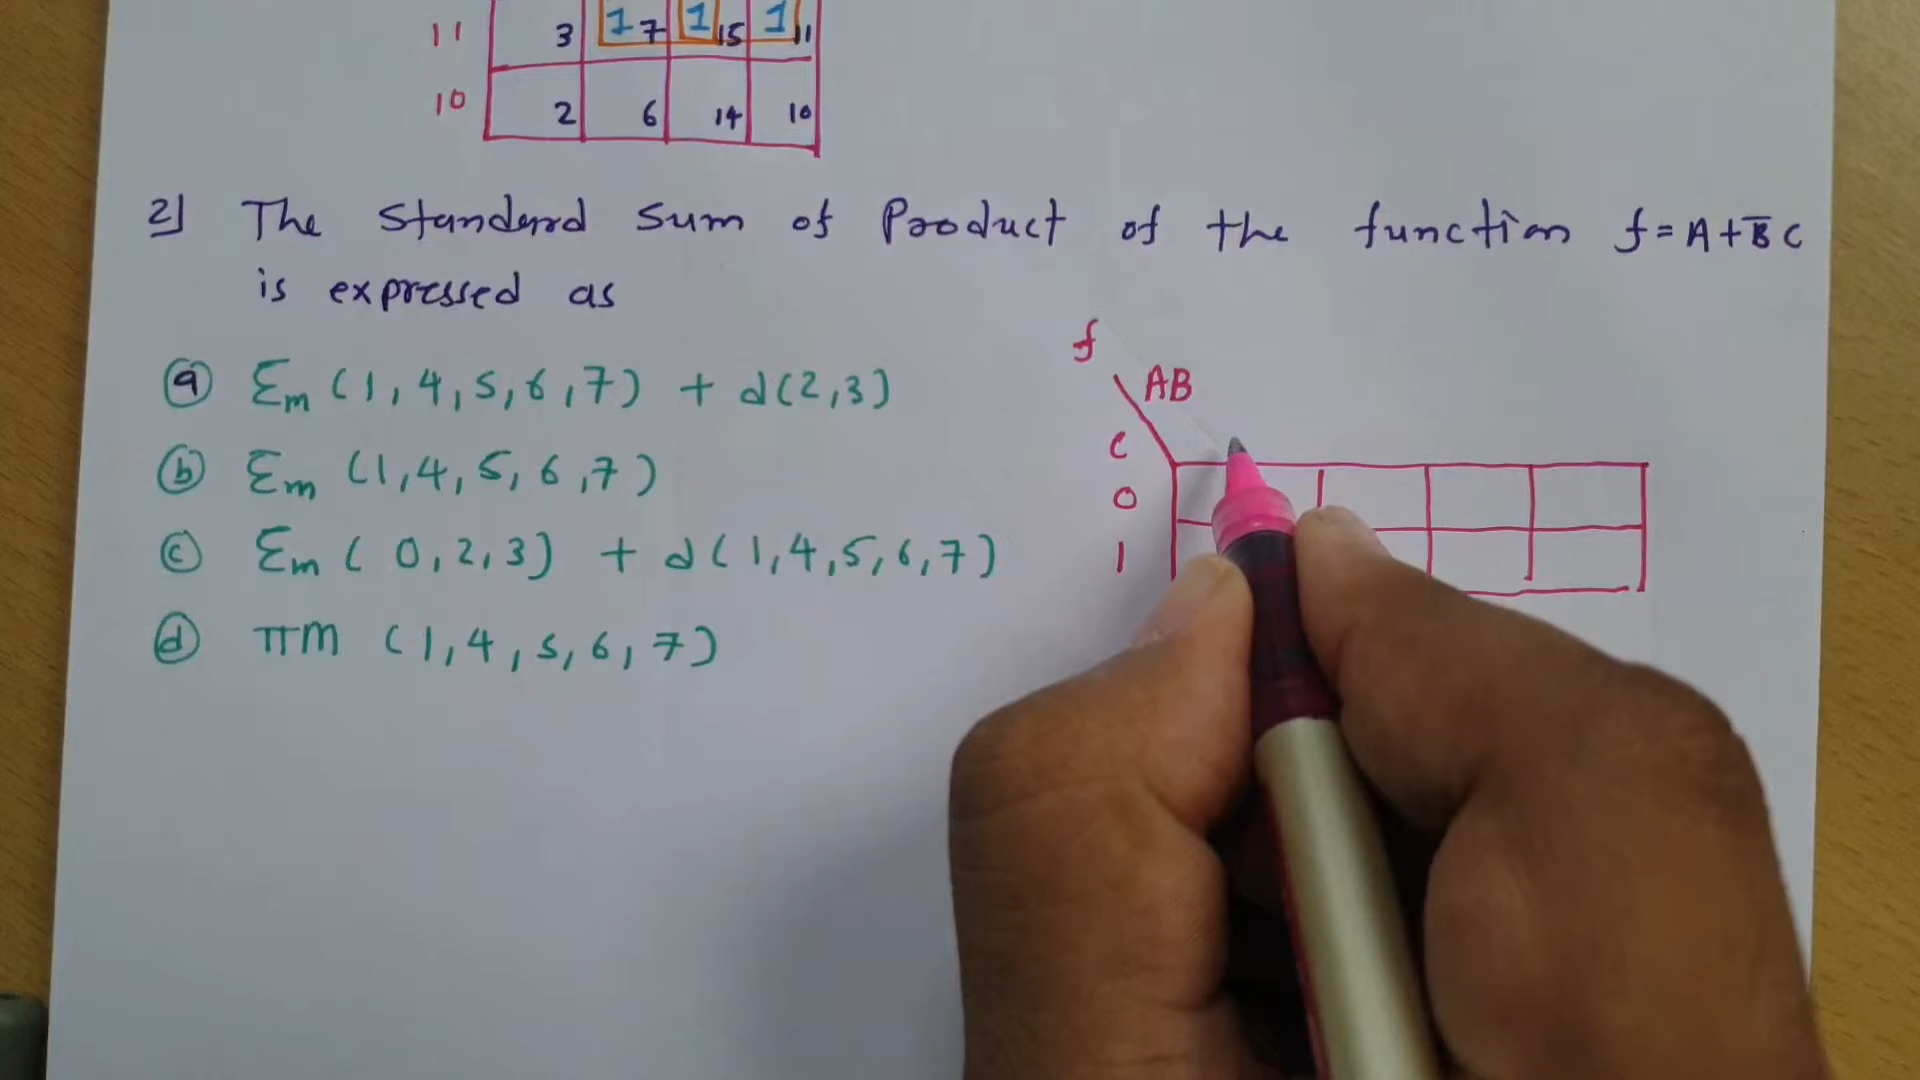 11 3 1 7 1 15 1 11
10 2 6 14 10
2] The Standard Sum of Product of the function f = A + B̅ C
is expressed as
f
AB
C
0
1
(a) Σm (1, 4, 5, 6, 7) + d(2, 3)
(b) Σm (1, 4, 5, 6, 7)
(c) Σm ( 0, 2, 3) + d(1, 4, 5, 6, 7)
(d) πM (1, 4, 5, 6, 7)